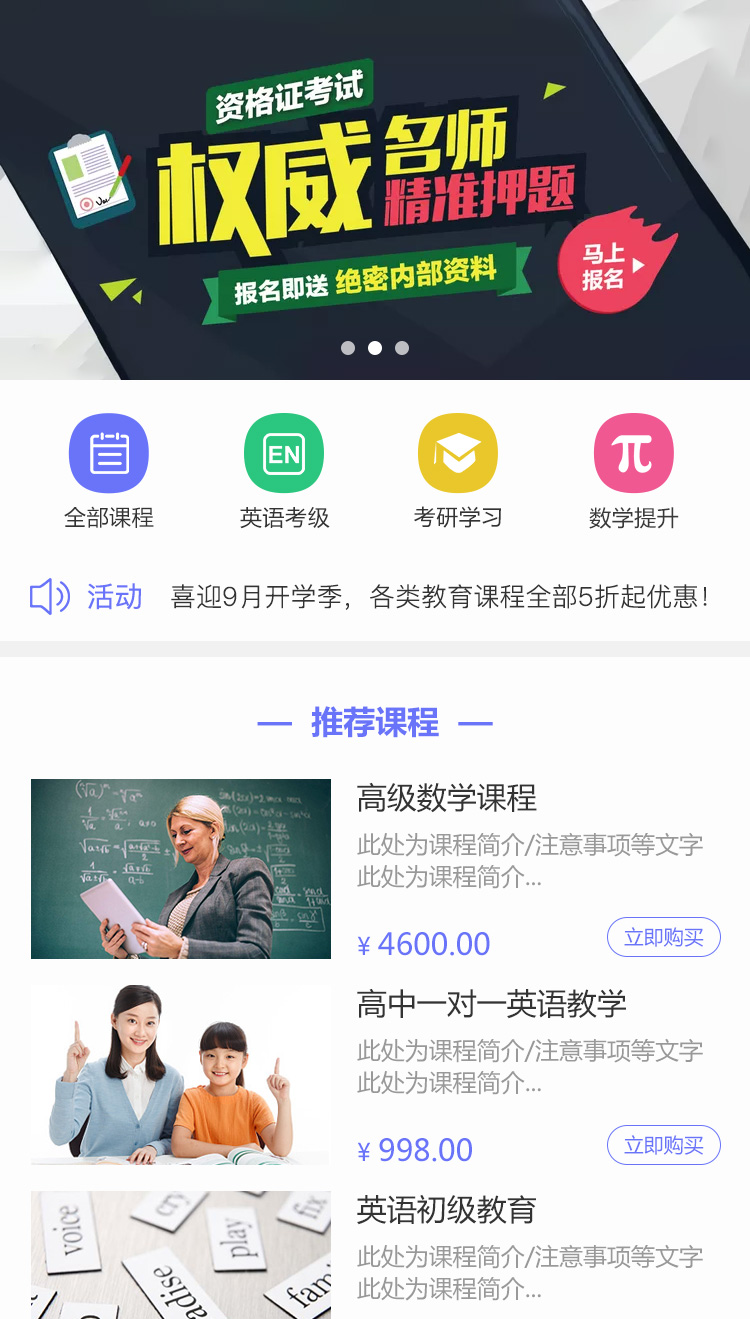 资格证考试
权威名师
精准押题
报名即送 绝密内部资料
马上
报名
EN
π
全部课程
英语考级
考研学习
数学提升
活动 喜迎9月开学季，各类教育课程全部5折起优惠！
推荐课程
高级数学课程
此处为课程简介/注意事项等文字
此处为课程简介...
¥ 4600.00
立即购买
高中一对一英语教学
此处为课程简介/注意事项等文字
此处为课程简介...
¥ 998.00
立即购买
voice
cry
play
fix
adise
fam
英语初级教育
此处为课程简介/注意事项等文字
此处为课程简介...